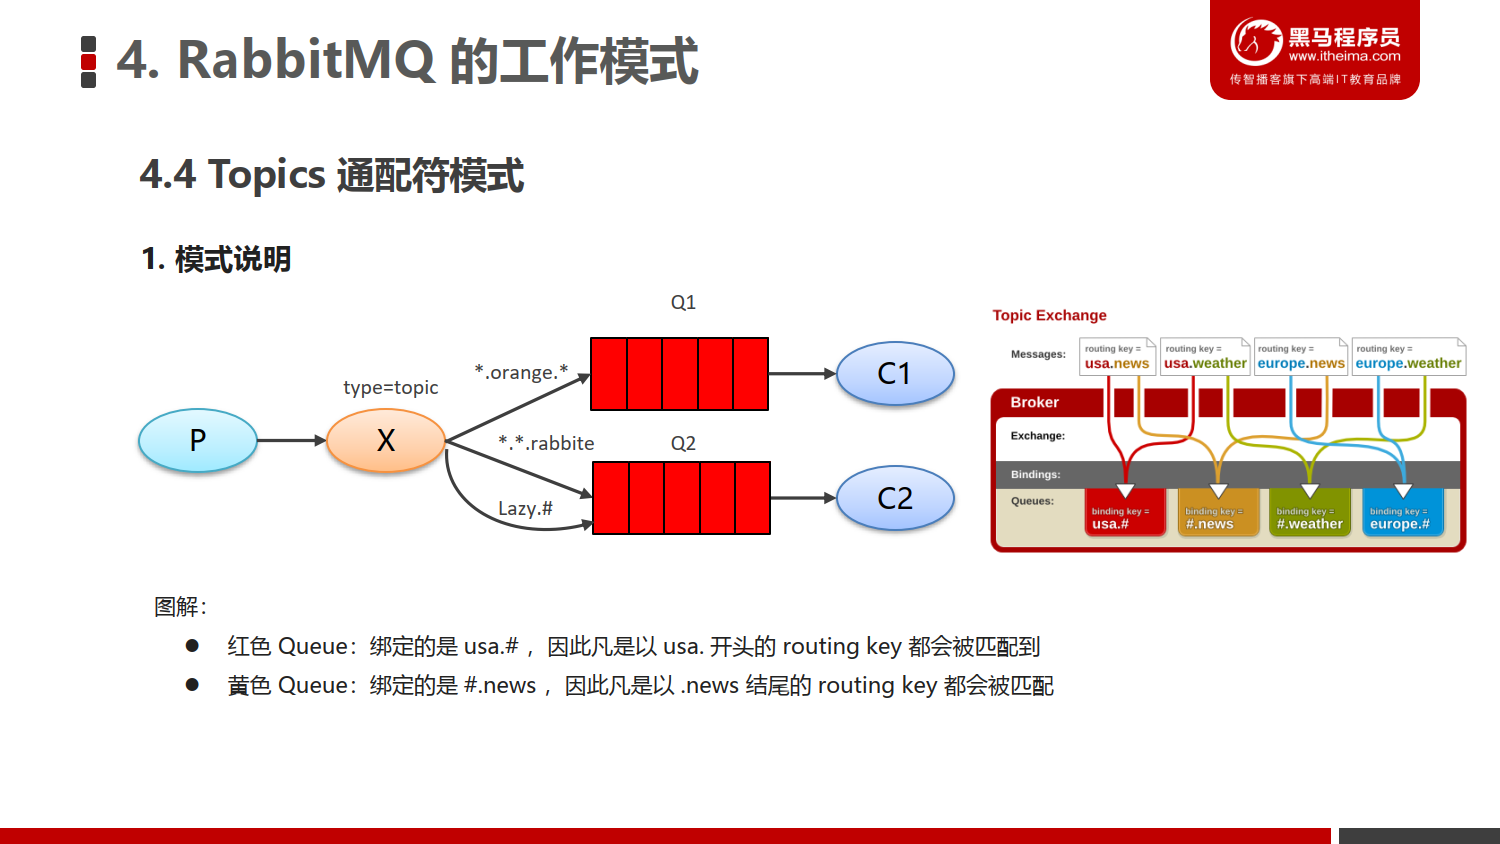 4. RabbitMQ 的工作模式
黑马程序员
www.itheima.com
传智播客旗下高端IT教育品牌
4.4 Topics 通配符模式
1. 模式说明
Q1
*.orange.*
type=topic
P
X
C1
*.*.rabbite
Q2
Lazy.#
C2
Topic Exchange
Messages:
routing key =
usa.news
routing key =
usa.weather
routing key =
europe.news
routing key =
europe.weather
Broker
Exchange:
Bindings:
Queues:
binding key =
usa.#
binding key =
#.news
binding key =
#.weather
binding key =
europe.#
图解：
● 红色 Queue：绑定的是 usa.# ，因此凡是以 usa. 开头的 routing key 都会被匹配到
● 黄色 Queue：绑定的是 #.news ，因此凡是以 .news 结尾的 routing key 都会被匹配